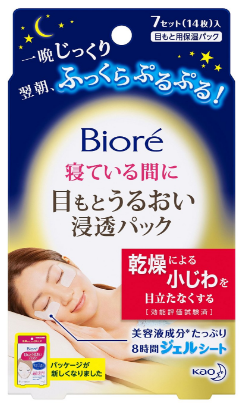 7セット(14枚)入
目もと用保湿パック
一晩じっくり
翌朝、ふっくらぷるぷる!
Bioré
寝ている間に
目もとうるおい
浸透パック
乾燥による
小じわを
目立たなくする
[効能評価試験済]
美容液成分*たっぷり
8時間ジェルシート
Bioré
パッケージが
新しくなりました
Kao